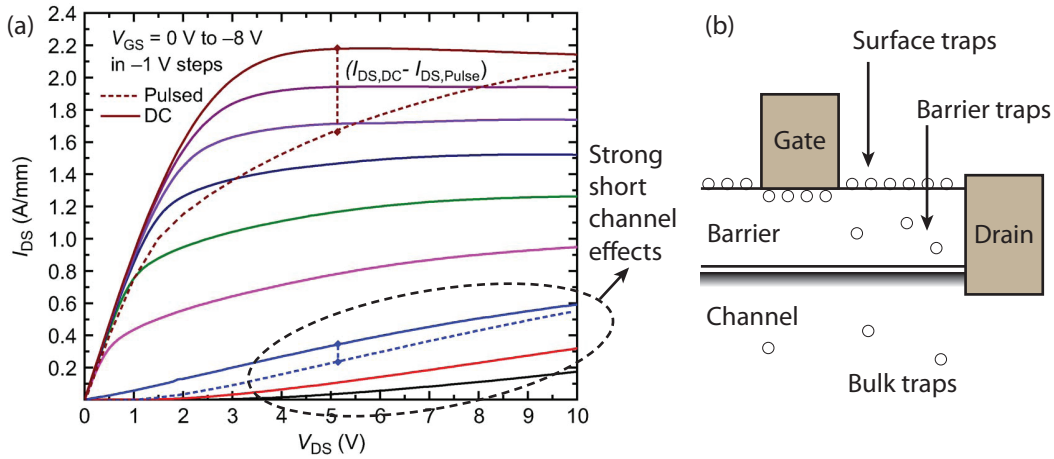 (a)
2.4
2.2
2.0
1.8
1.6
1.4
1.2
1.0
0.8
0.6
0.4
0.2
I_DS (A/mm)
V_GS = 0 V to –8 V
in –1 V steps
Pulsed
DC
(I_DS,DC- I_DS,Pulse)
Strong
short
channel
effects
0 1 2 3 4 5 6 7 8 9 10
V_DS (V)
(b)
Surface traps
Barrier traps
Gate
Barrier
Drain
Channel
Bulk traps